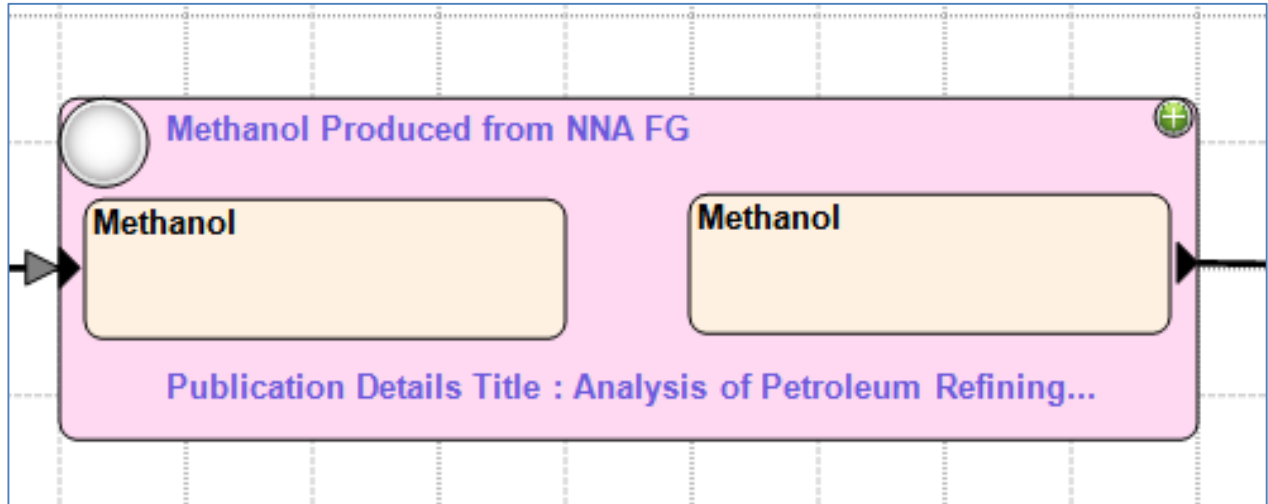 Methanol Produced from NNA FG
Methanol
Methanol
Publication Details Title : Analysis of Petroleum Refining...